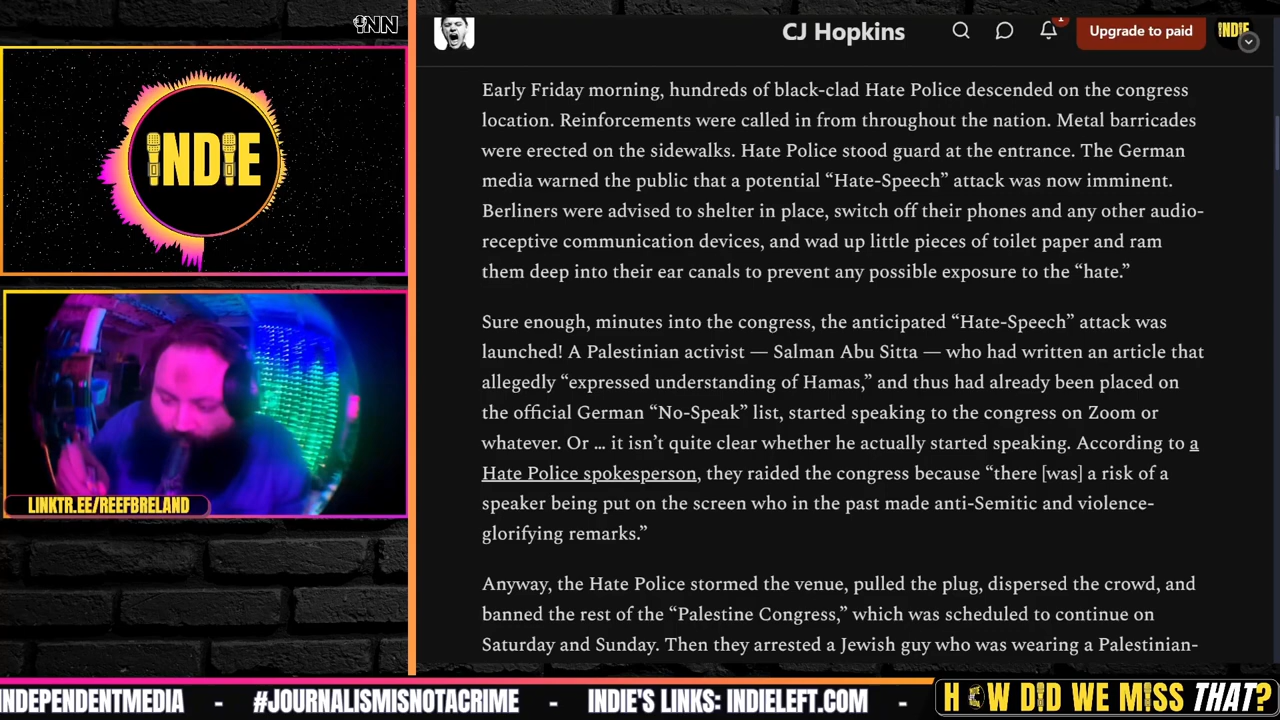 INN
INDIE
LINKTR.EE/REEFBRELAND
CJ Hopkins
1
Upgrade to paid
INDIE
Early Friday morning, hundreds of black-clad Hate Police descended on the congress
location. Reinforcements were called in from throughout the nation. Metal barricades
were erected on the sidewalks. Hate Police stood guard at the entrance. The German
media warned the public that a potential “Hate-Speech” attack was now imminent.
Berliners were advised to shelter in place, switch off their phones and any other audio-
receptive communication devices, and wad up little pieces of toilet paper and ram
them deep into their ear canals to prevent any possible exposure to the “hate.”
Sure enough, minutes into the congress, the anticipated “Hate-Speech” attack was
launched! A Palestinian activist — Salman Abu Sitta — who had written an article that
allegedly “expressed understanding of Hamas,” and thus had already been placed on
the official German “No-Speak” list, started speaking to the congress on Zoom or
whatever. Or … it isn’t quite clear whether he actually started speaking. According to a
Hate Police spokesperson, they raided the congress because “there [was] a risk of a
speaker being put on the screen who in the past made anti-Semitic and violence-
glorifying remarks.”
Anyway, the Hate Police stormed the venue, pulled the plug, dispersed the crowd, and
banned the rest of the “Palestine Congress,” which was scheduled to continue on
Saturday and Sunday. Then they arrested a Jewish guy who was wearing a Palestinian-
INDEPENDENTMEDIA - #JOURNALISMISNOTACRIME - INDIE'S LINKS: INDIELEFT.COM -
HOW DID WE MISS THAT?